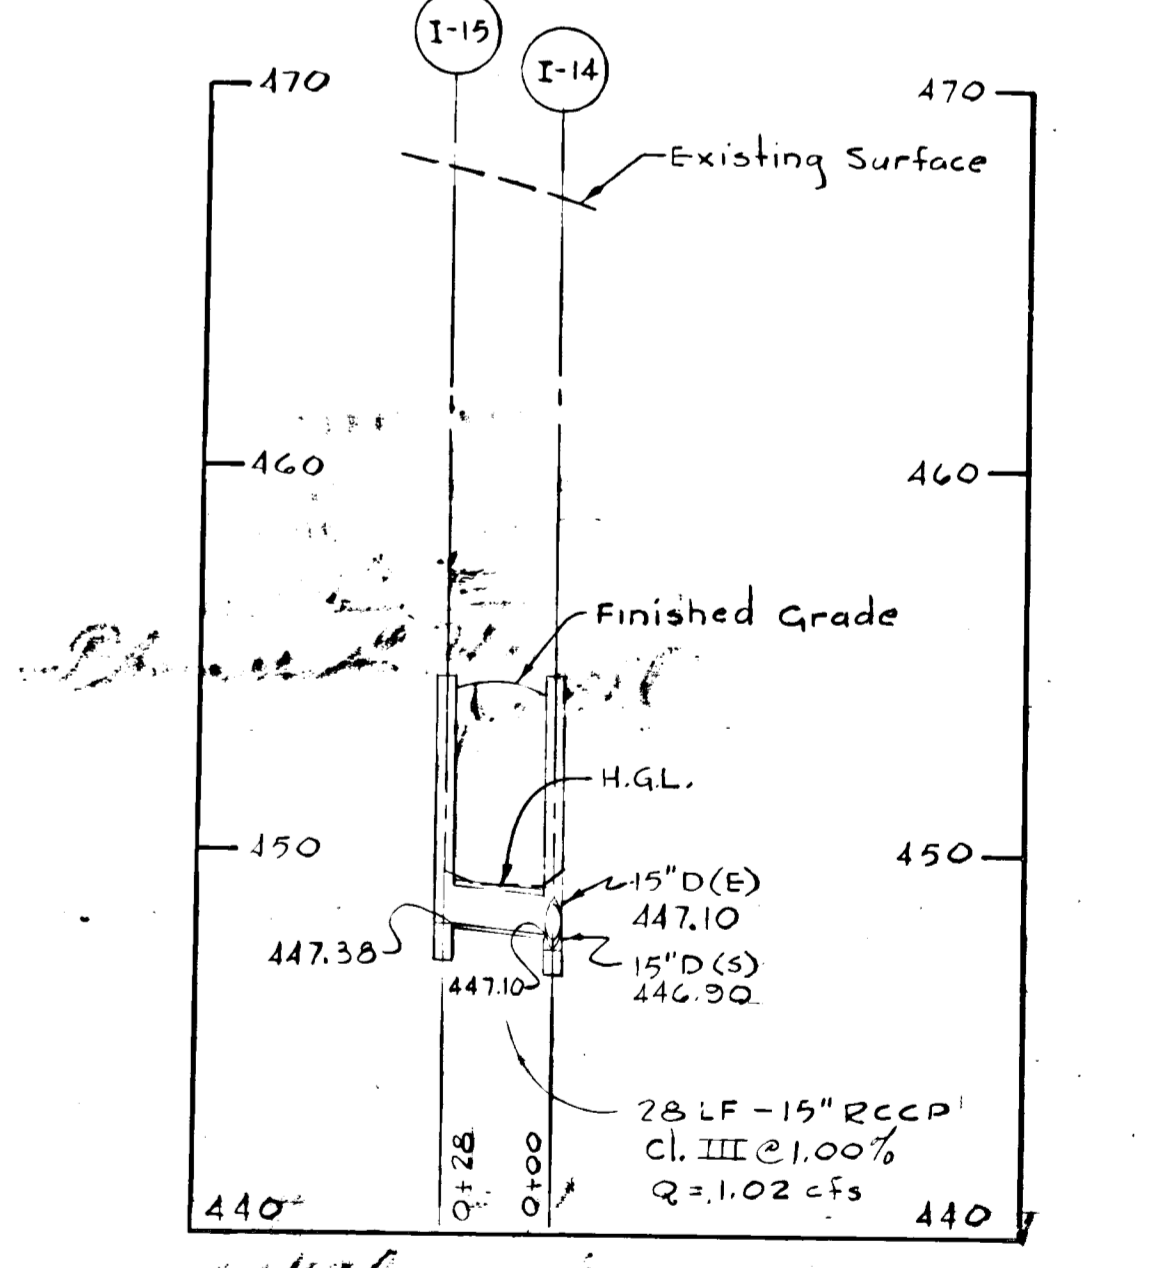 I-15
I-14
470
470
Existing Surface
460
460
Finished Grade
H.G.L.
450
450
15"D(E)
447.10
447.38
447.10
15"D(S)
446.90
28 LF - 15" RCCP
Cl. III @ 1.00%
Q = 1.02 cfs
0+28
0+00
440
440